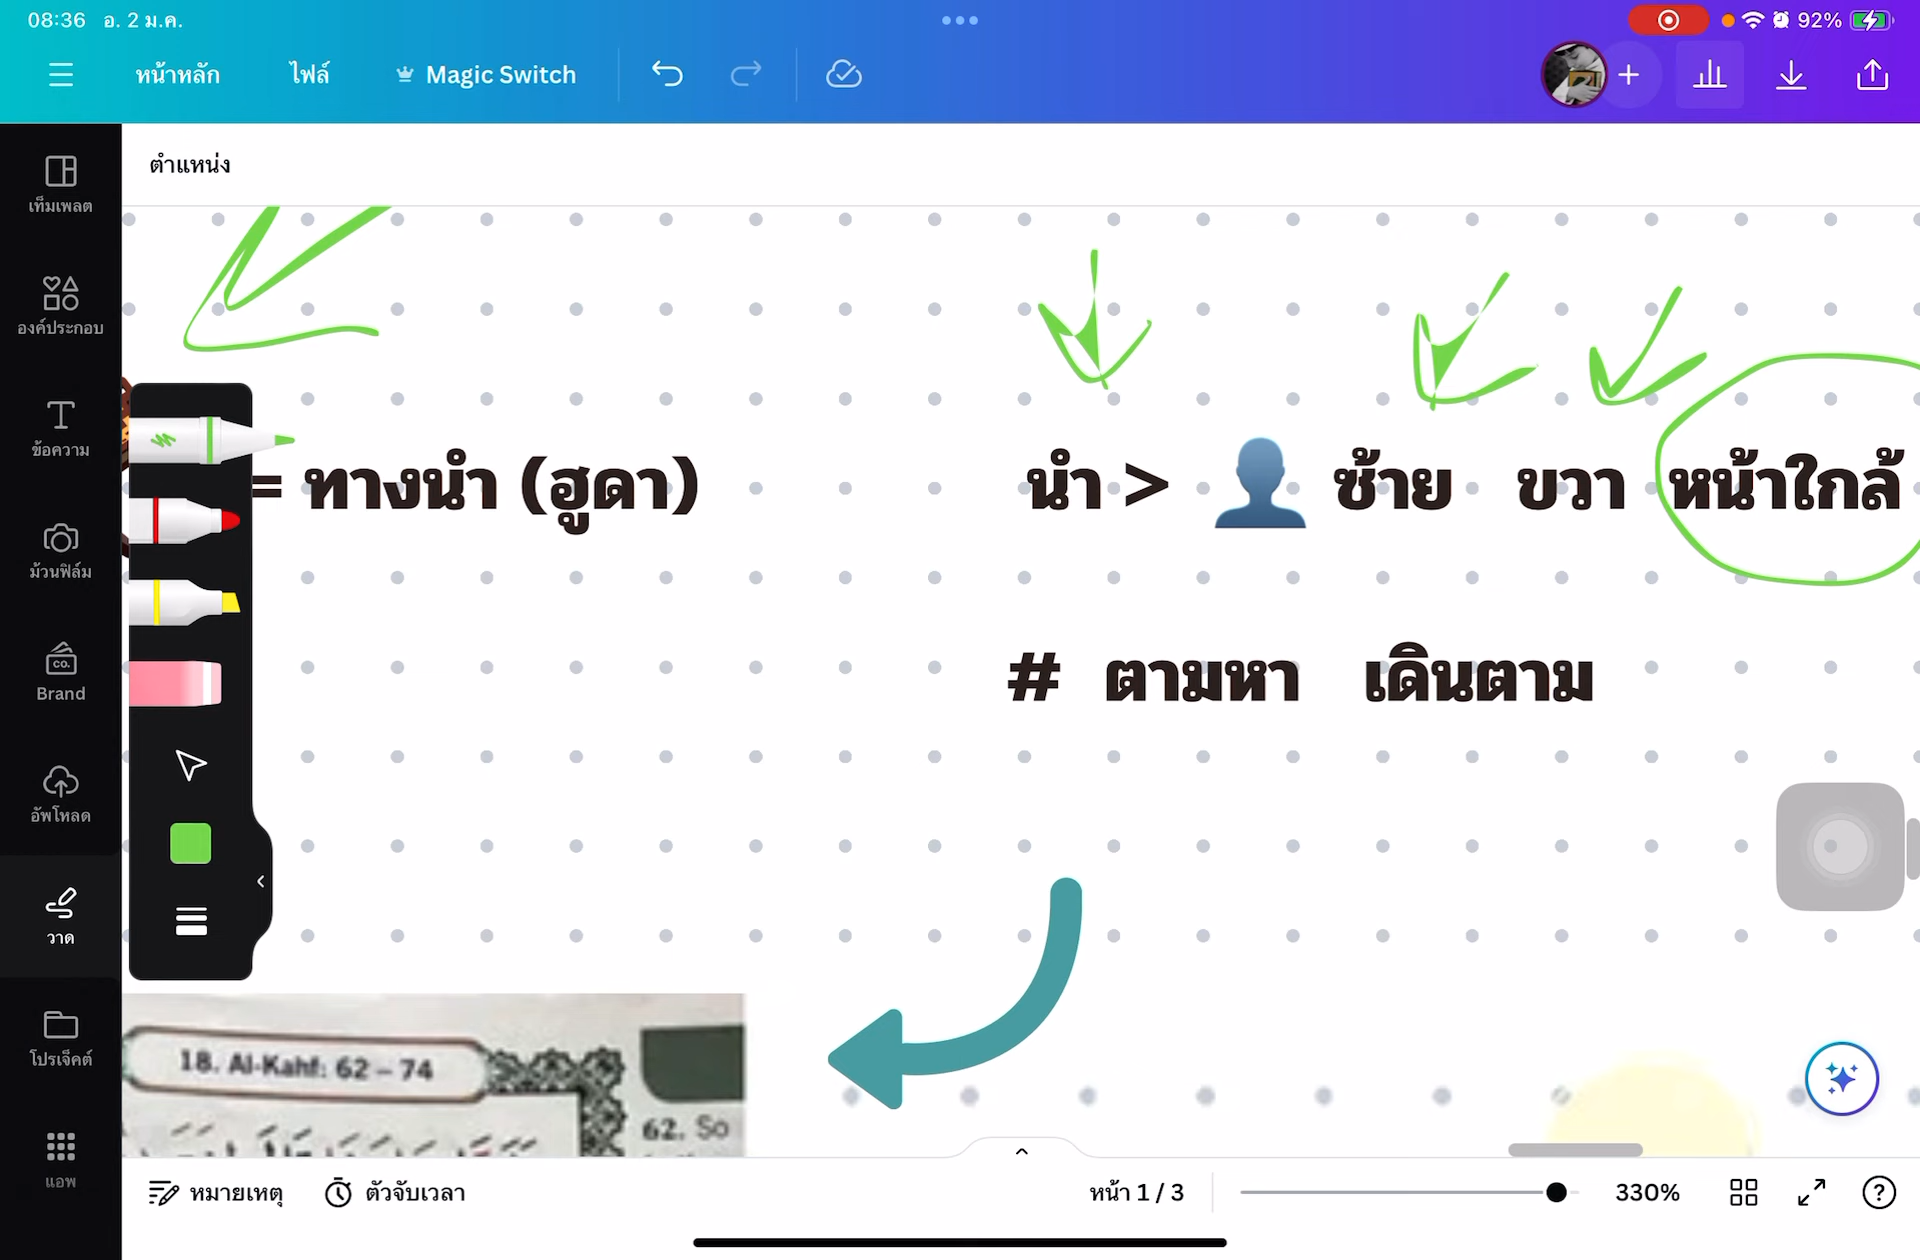 08:36 อ. 2 ม.ค.
92%
หน้าหลัก ไฟล์ Magic Switch
ตำแหน่ง
เท็มเพลต
องค์ประกอบ
ข้อความ
ม้วนฟิล์ม
CO.
Brand
อัพโหลด
วาด
โปรเจ็คต์
แอพ
= ทางนำ (ฮูดา)
นำ > ซ้าย ขวา หน้าใกล้
# ตามหา เดินตาม
18. Al-Kahf: 62 – 74
62. So
หมายเหตุ ตัวจับเวลา หน้า 1 / 3 330%